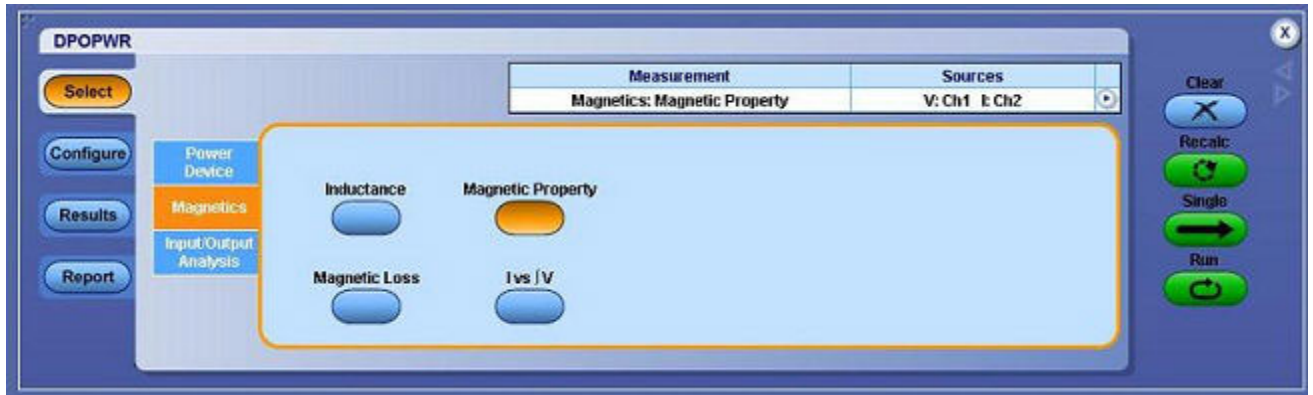 DPOPWR
X
Select
Configure
Results
Report
Measurement Sources
Magnetics: Magnetic Property V: Ch1 I: Ch2
Power
Device
Magnetics
Input/Output
Analysis
Inductance Magnetic Property
Magnetic Loss I vs ∫V
Clear
Recalc
Single
Run